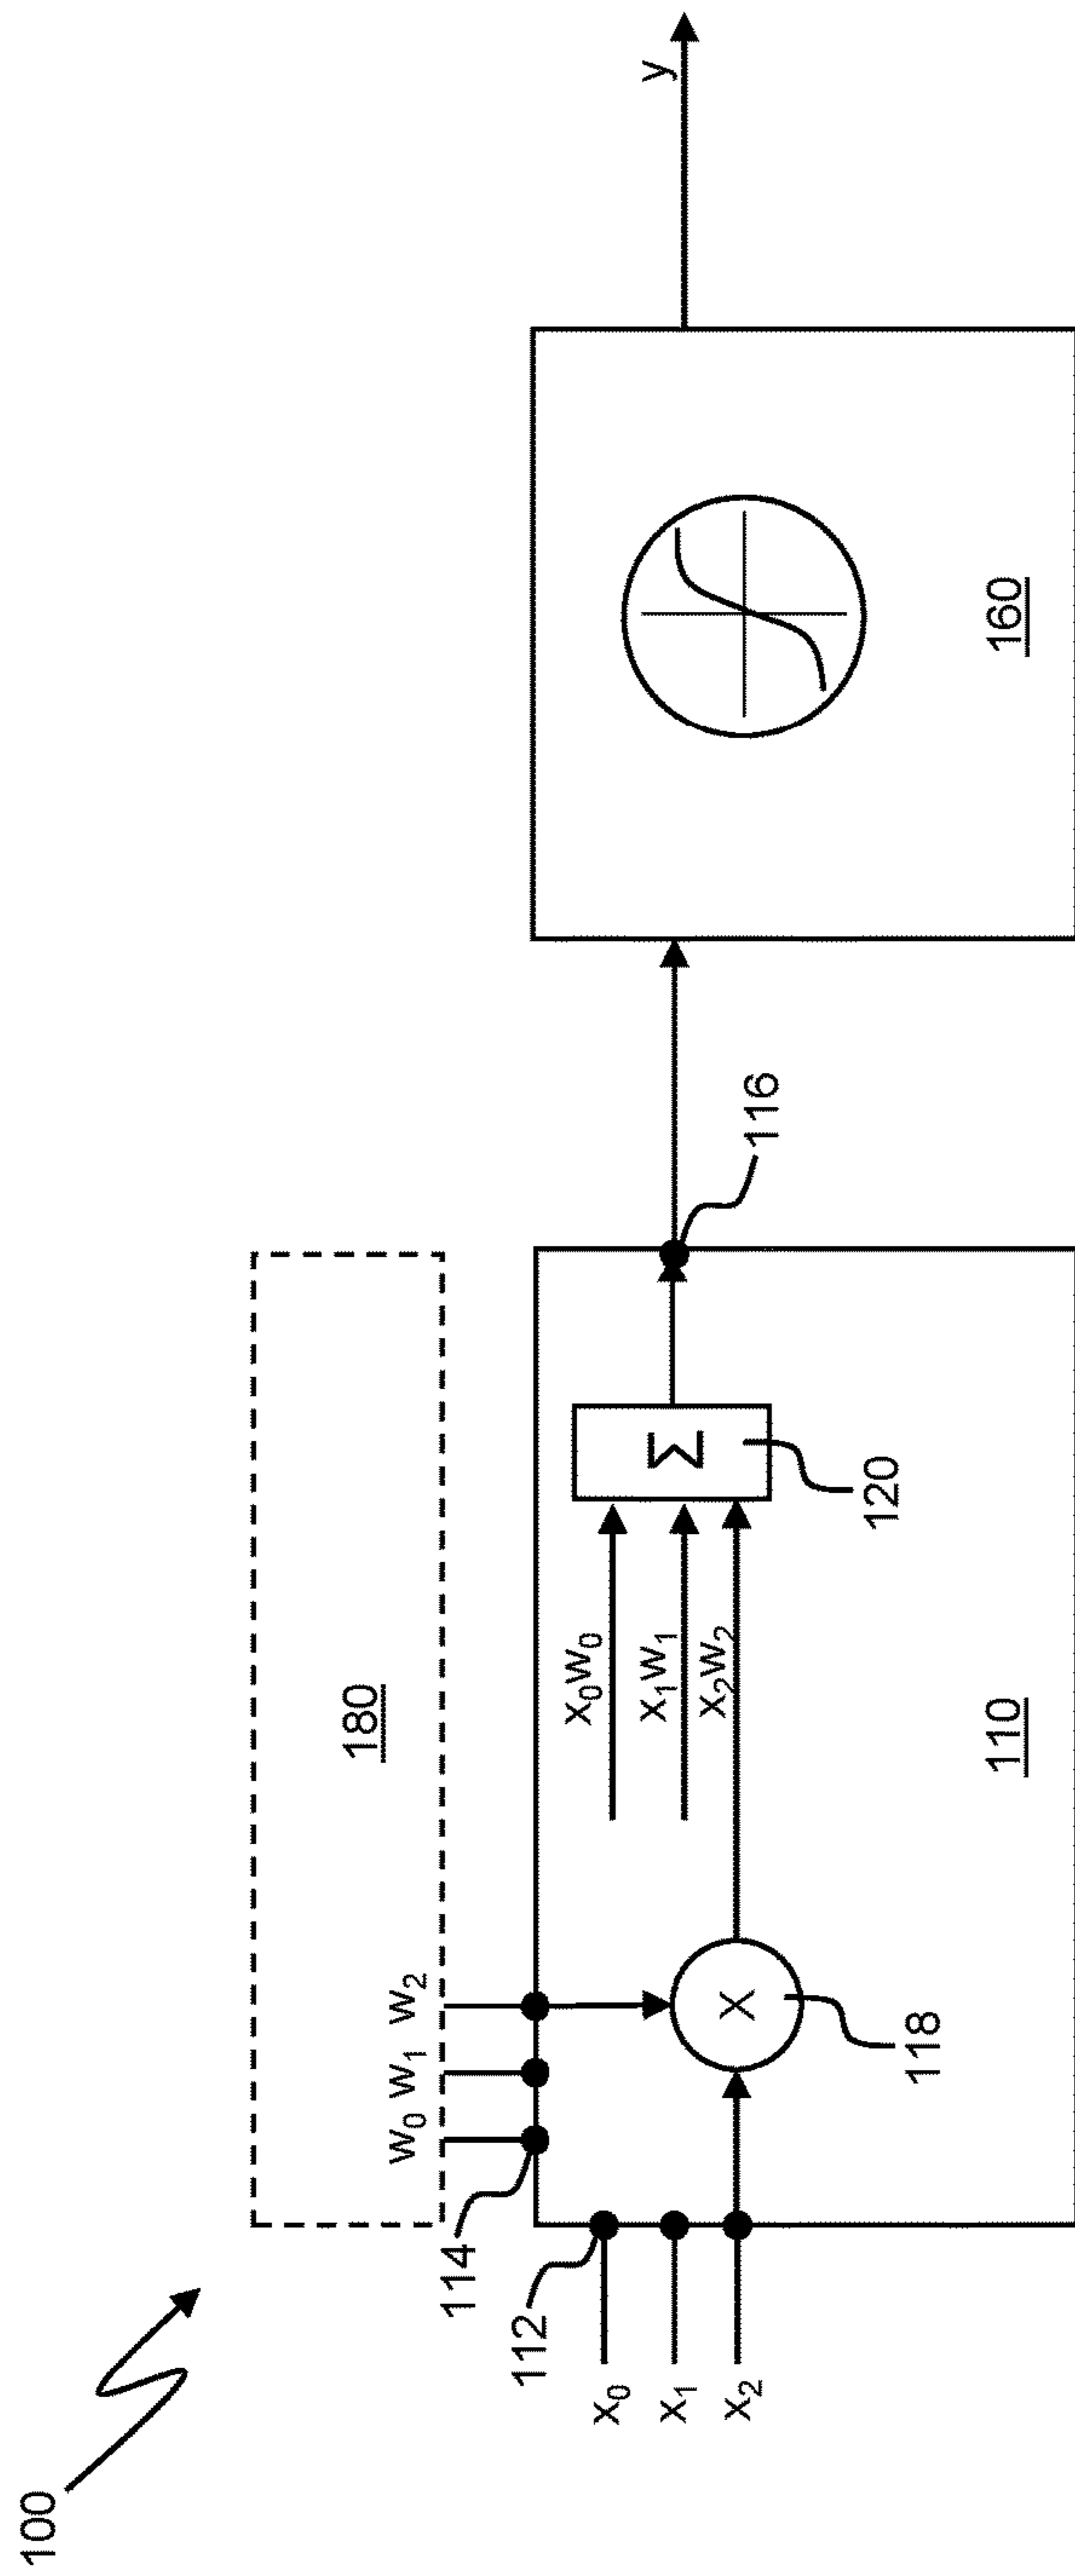 100
180
w₀ w₁ w₂
114
112
x₀
x₁
x₂
X
118
x₀w₀
x₁w₁
x₂w₂
Σ
120
110
116
160
y